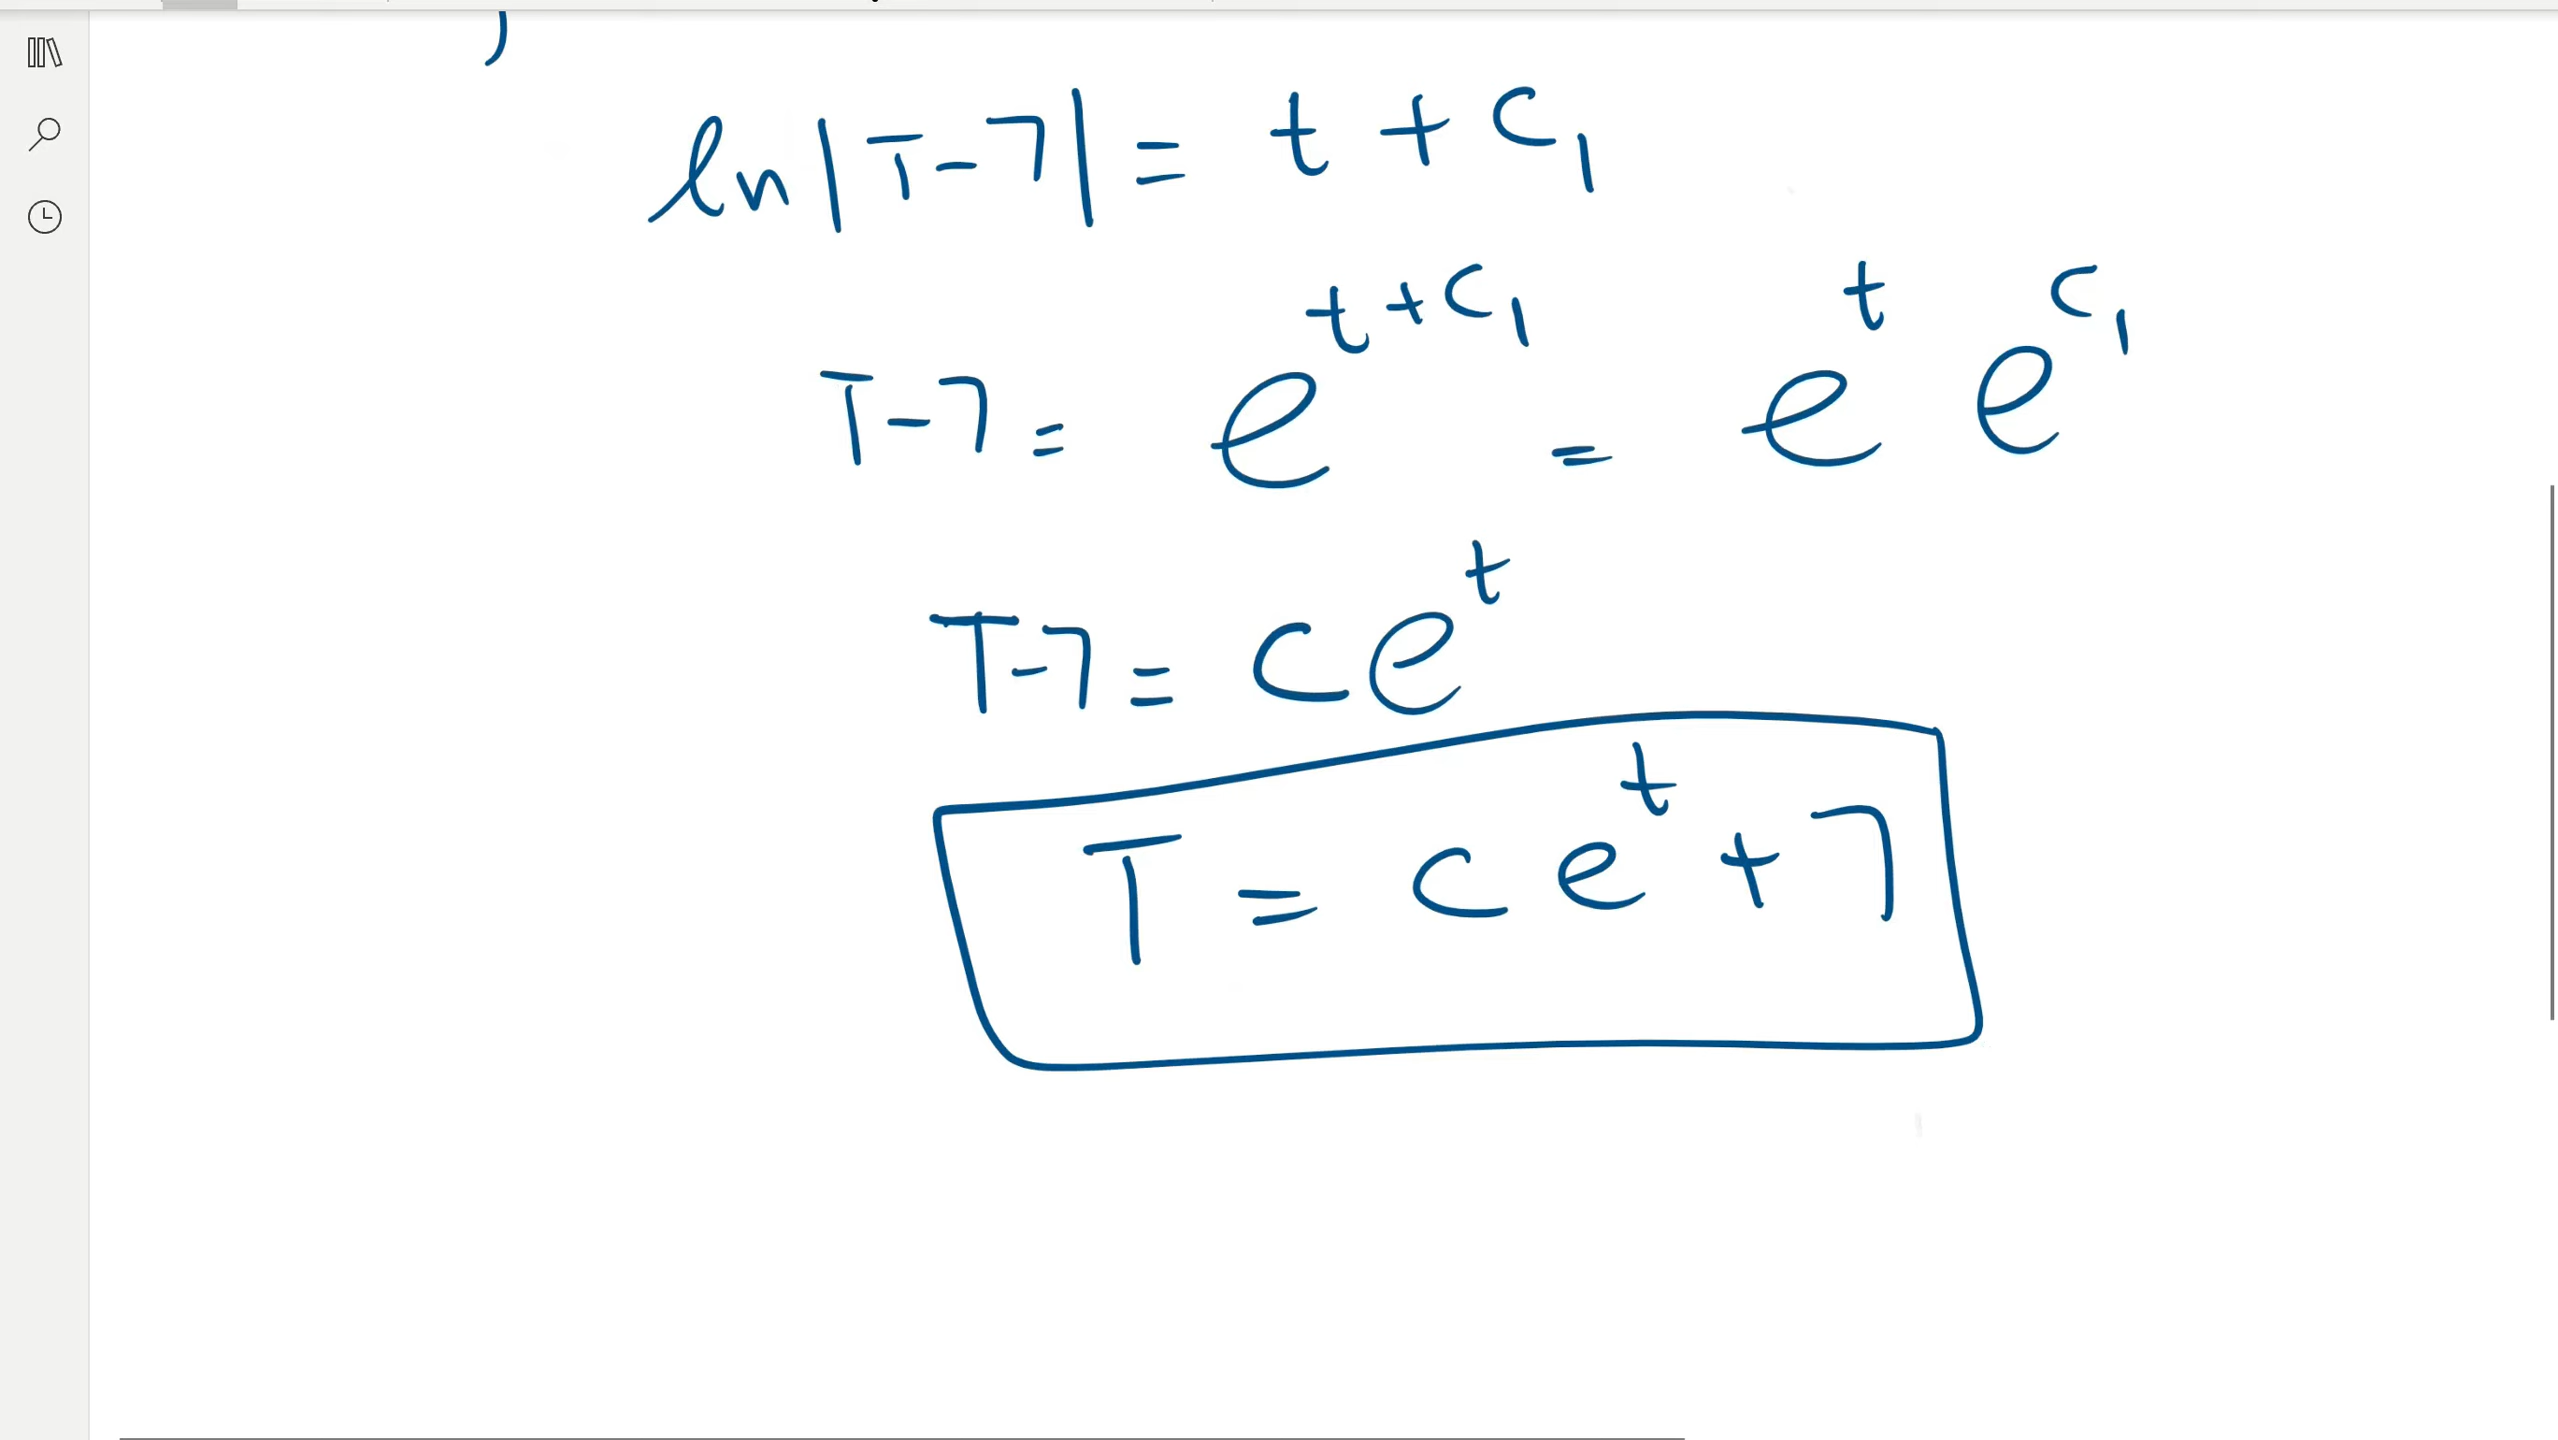 ln|T-7| = t + C₁
T-7 = e^{t+C₁} = e^t e^{C₁}
T-7 = Ce^t
T = Ce^t + 7